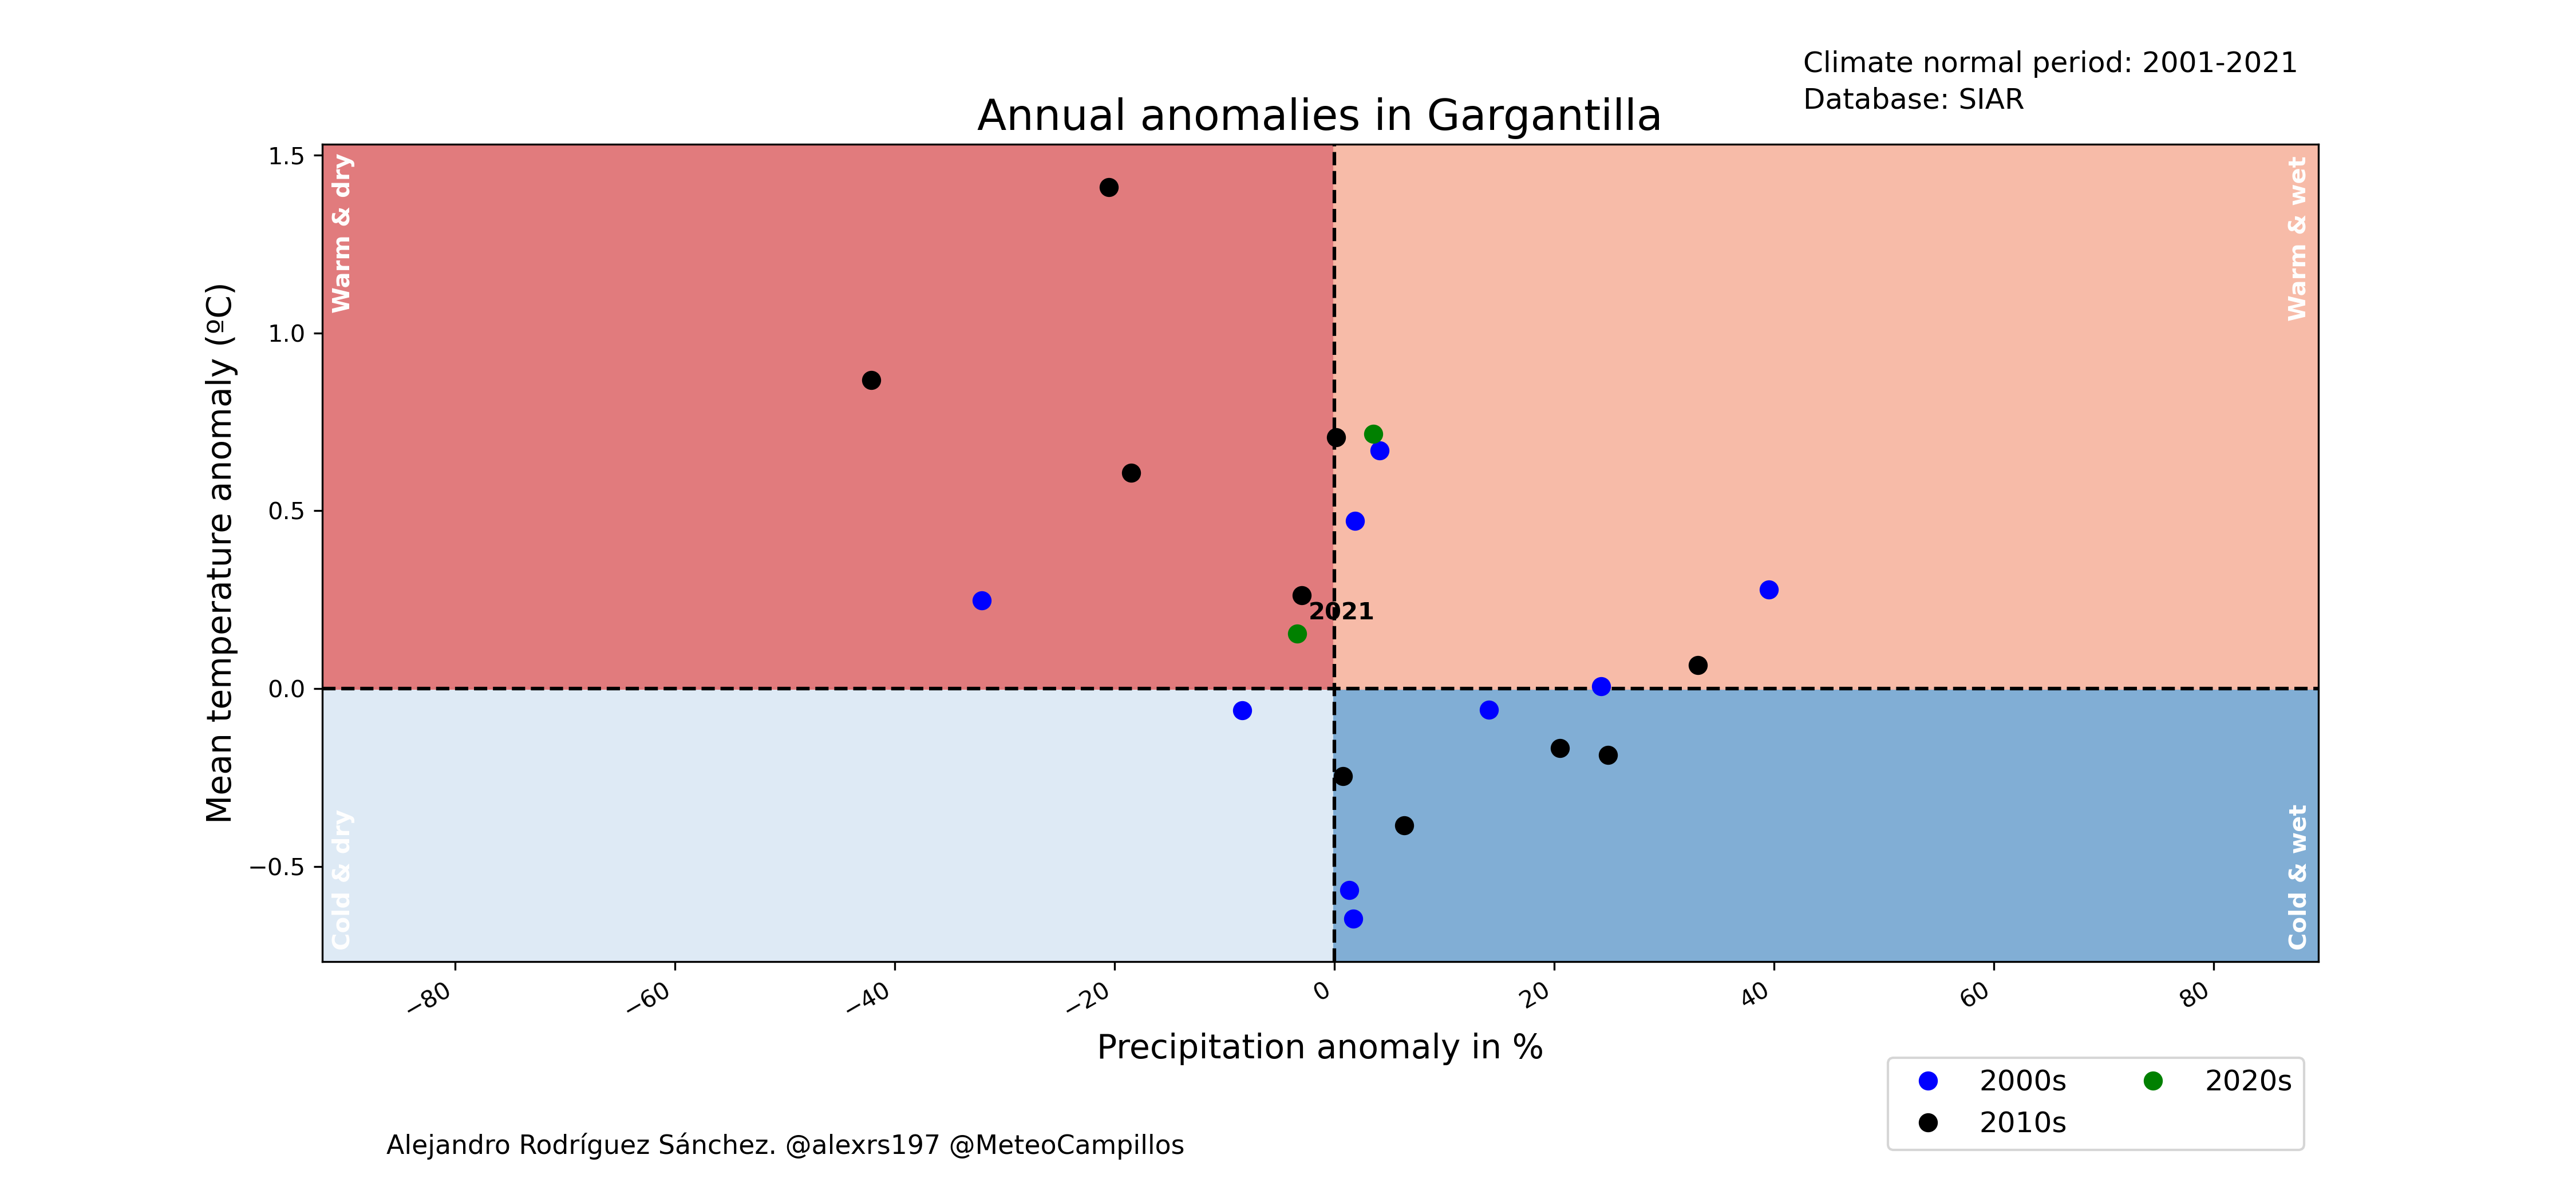 Climate normal period: 2001-2021
Database: SIAR
Annual anomalies in Gargantilla
Warm & dry
Warm & wet
Cold & dry
Cold & wet
2021
Mean temperature anomaly (ºC)
1.5
1.0
0.5
0.0
−0.5
−80
−60
−40
−20
0
20
40
60
80
Precipitation anomaly in %
2000s
2010s
2020s
Alejandro Rodríguez Sánchez. @alexrs197 @MeteoCampillos